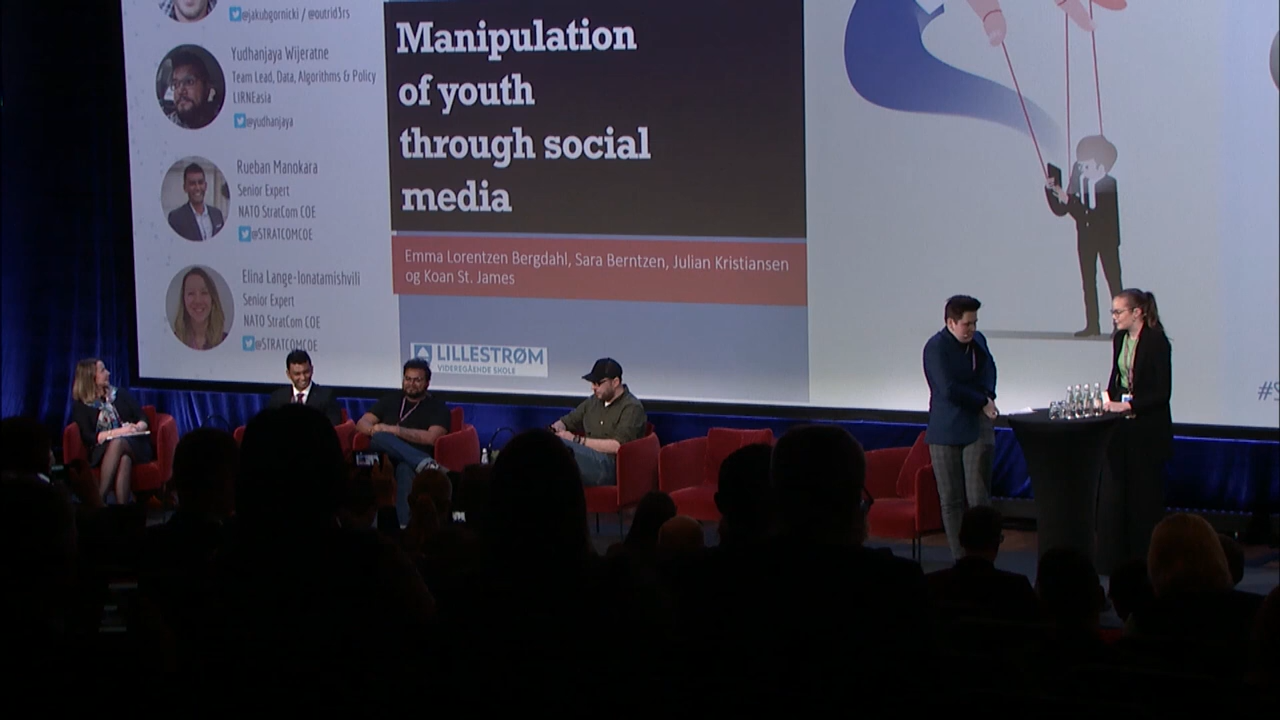 @jakubgornicki / @outrid3rs
Yudhanjaya Wijeratne
Team Lead, Data, Algorithms & Policy
LIRNEasia
@yudhanjaya
Rueban Manokara
Senior Expert
NATO StratCom COE
@STRATCOMCOE
Elina Lange-Ionatamishvili
Senior Expert
NATO StratCom COE
@STRATCOMCOE
Manipulation
of youth
through social
media
Emma Lorentzen Bergdahl, Sara Berntzen, Julian Kristiansen
og Koan St. James
LILLESTRØM
VIDEREGÅENDE SKOLE